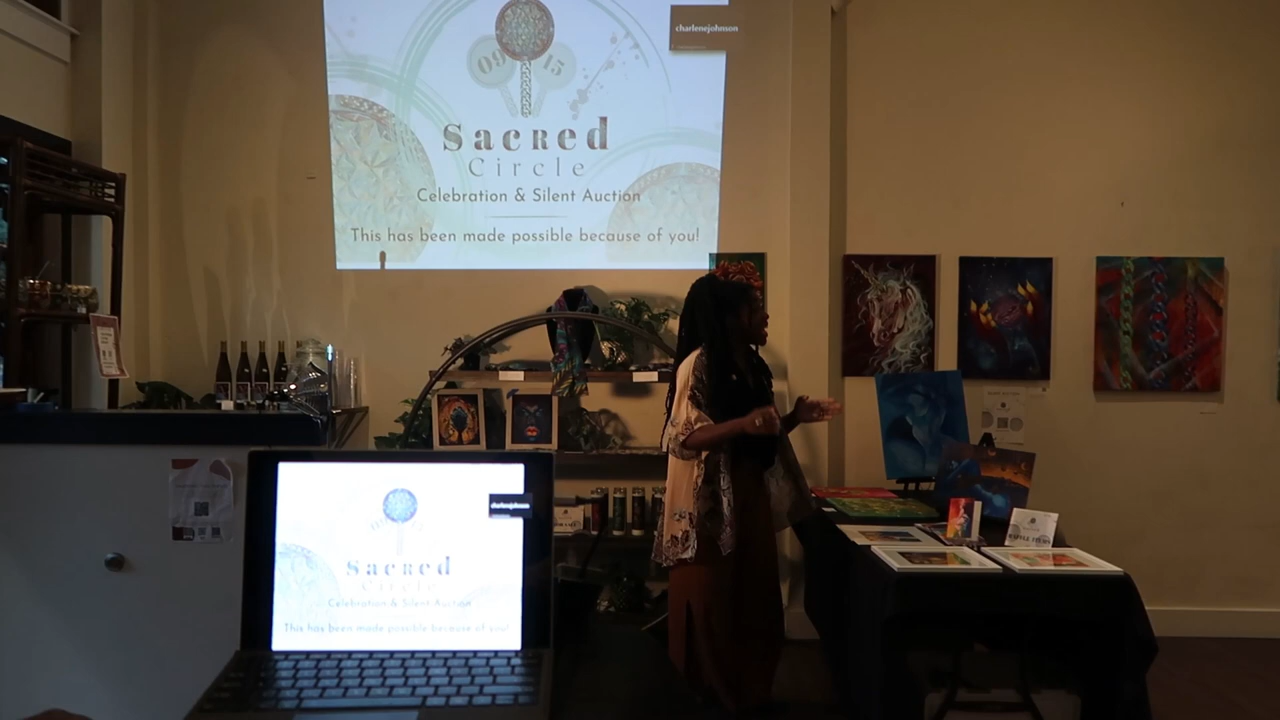 charlenejohnson
09 15
Sacred
Circle
Celebration & Silent Auction
This has been made possible because of you!
charlenejohnson
Sacred
Circle
Celebration & Silent Auction
This has been made possible because of you!
RAFFLE ITEMS